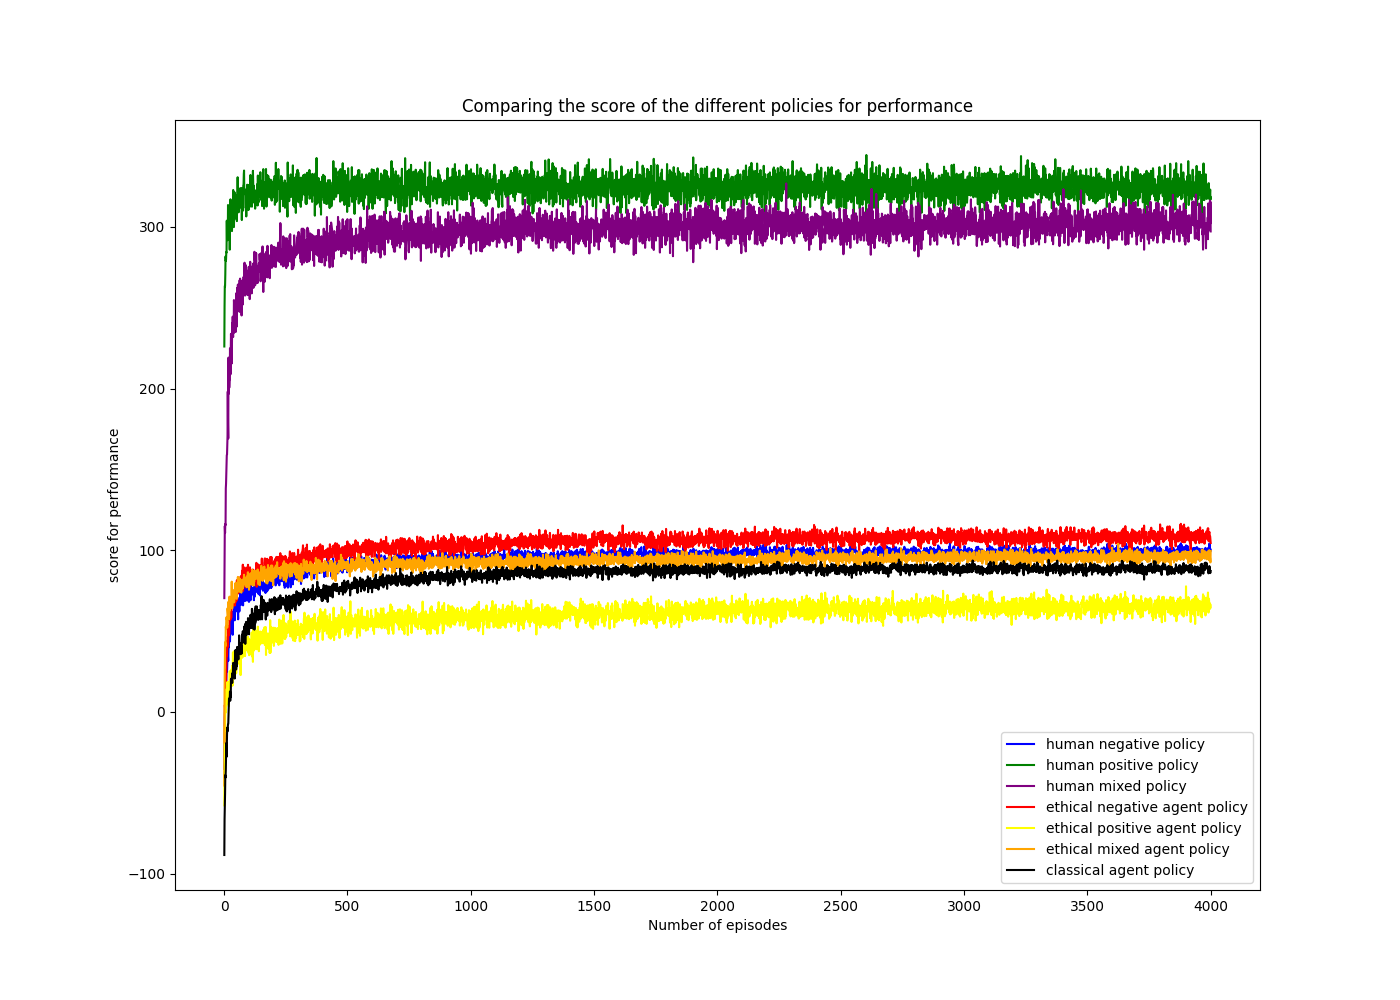 Comparing the score of the different policies for performance
score for performance
300
200
100
0
−100
0
500
1000
1500
2000
2500
3000
3500
4000
Number of episodes
human negative policy
human positive policy
human mixed policy
ethical negative agent policy
ethical positive agent policy
ethical mixed agent policy
classical agent policy